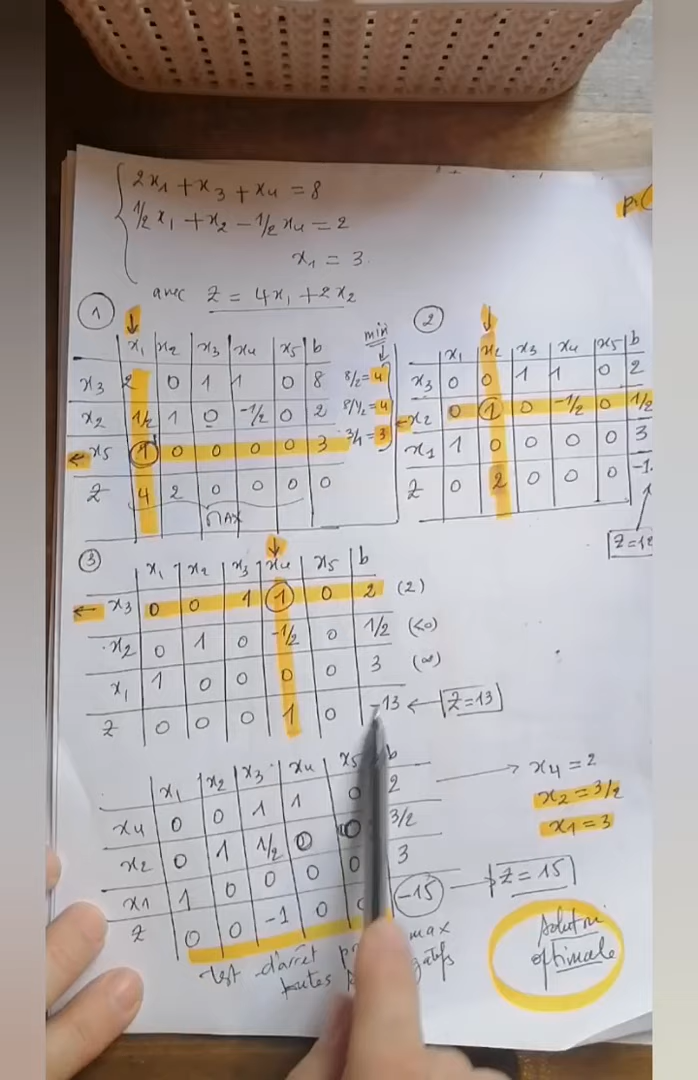 2x₁ + x₃ + x₄ = 8
1/2 x₁ + x₂ - 1/2 x₄ = 2
x₁ = 3.
avec Z = 4x₁ + 2x₂
1
x₁ x₂ x₃ x₄ x₅ b
x₃ 2 0 1 1 0 8
x₂ 1/2 1 0 -1/2 0 2
x₅ 1 0 0 0 0 3
Z 4 2 0 0 0 0
MAX
min
8/2 = 4
8/1/2 = 4
3/1 = 3
2
x₁ x₂ x₃ x₄ x₅ b
x₃ 0 0 1 1 0 2
x₂ 0 1 0 -1/2 0 1/2
x₁ 1 0 0 0 0 3
Z 0 2 0 0 0 -1
Z = 12
3
x₁ x₂ x₃ x₄ x₅ b
x₃ 0 0 1 1 0 2 (2)
x₂ 0 1 0 -1/2 0 1/2 (<0)
x₁ 1 0 0 0 0 3 (∞)
Z 0 0 0 1 0 -13 ← Z = 13
x₁ x₂ x₃ x₄ x₅ b
x₄ 0 0 1 1 0 2
x₂ 0 1 1/2 0 0 3/2
x₁ 1 0 0 0 0 3
Z 0 0 -1 0 0 -15 → Z = 15
x₄ = 2
x₂ = 3/2
x₁ = 3
Test d'arrêt max
toutes
solution
optimale